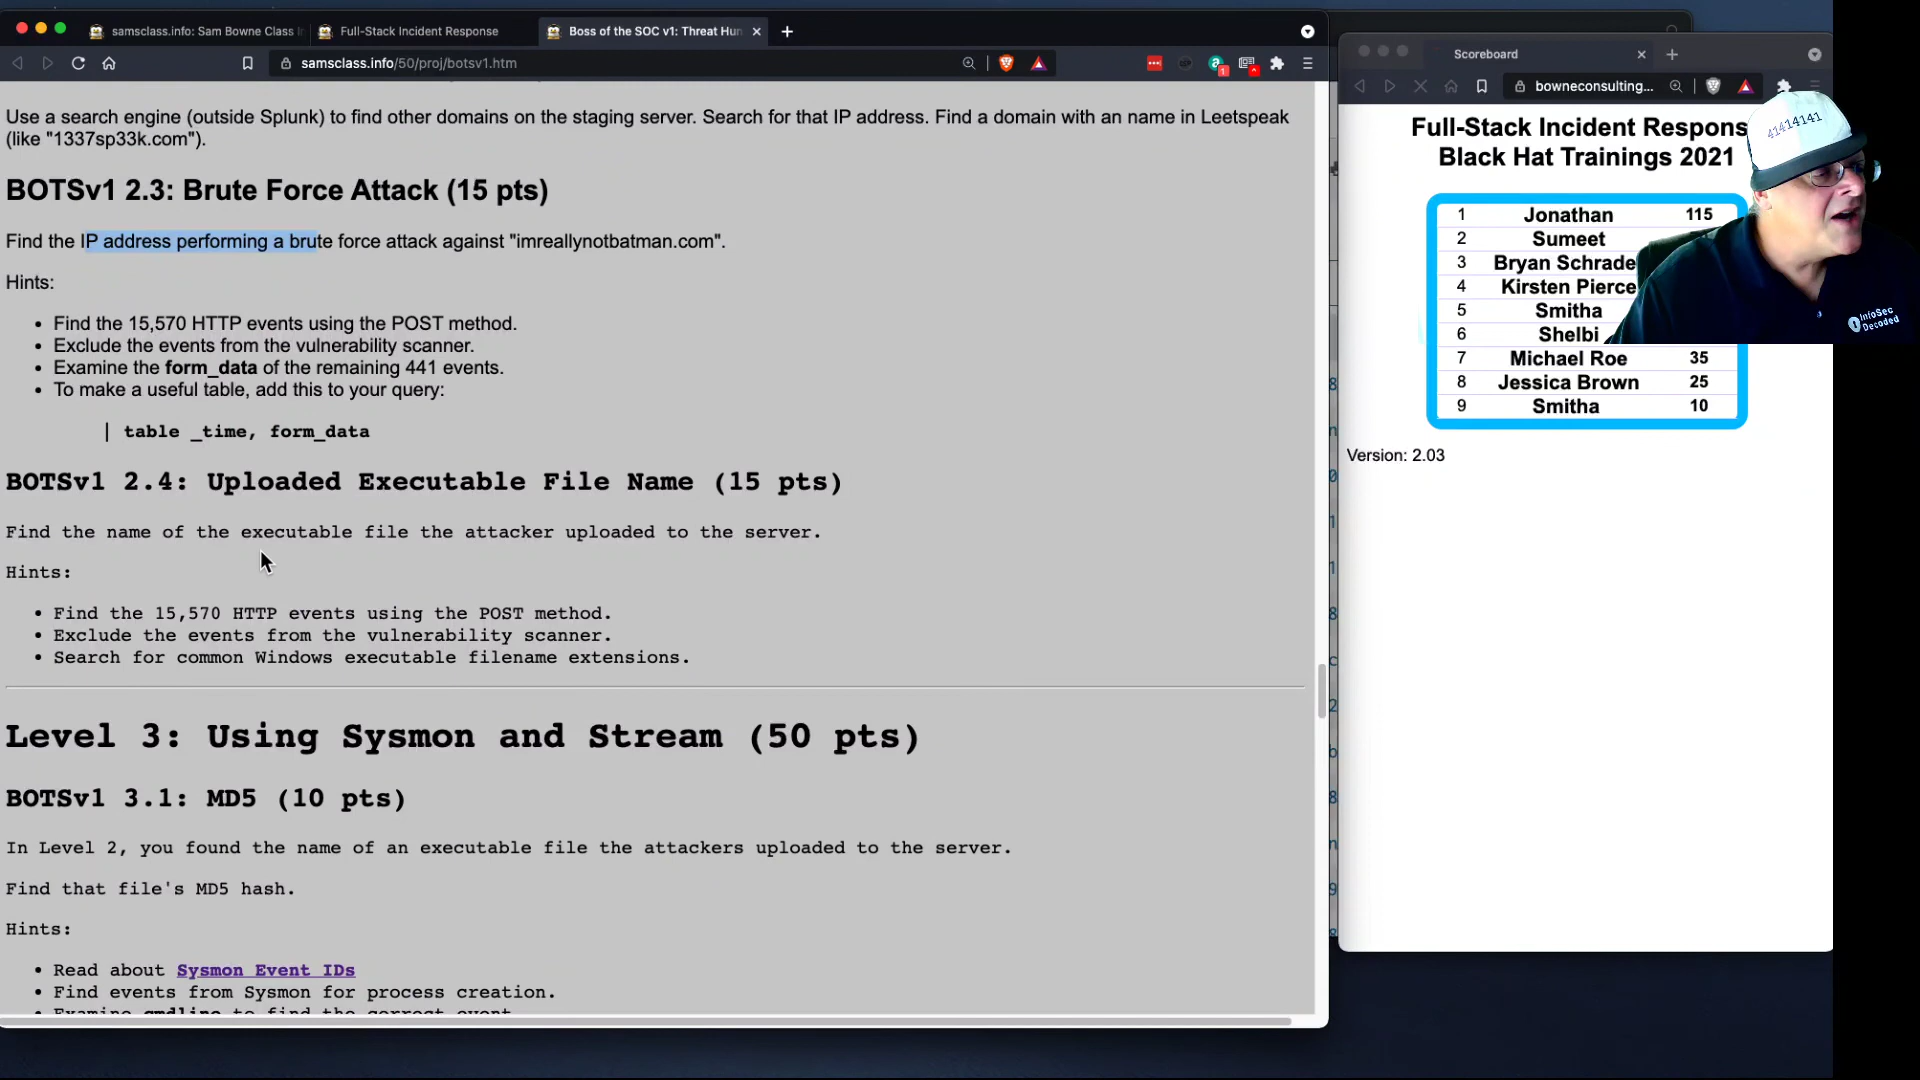 samsclass.info: Sam Bowne Class I
Full-Stack Incident Response
Boss of the SOC v1: Threat Hun
samsclass.info/50/proj/botsv1.htm
Use a search engine (outside Splunk) to find other domains on the staging server. Search for that IP address. Find a domain with an name in Leetspeak
(like "1337sp33k.com").
BOTSv1 2.3: Brute Force Attack (15 pts)
Find the IP address performing a brute force attack against "imreallynotbatman.com".
Hints:
• Find the 15,570 HTTP events using the POST method.
• Exclude the events from the vulnerability scanner.
• Examine the form_data of the remaining 441 events.
• To make a useful table, add this to your query:
| table _time, form_data
BOTSv1 2.4: Uploaded Executable File Name (15 pts)
Find the name of the executable file the attacker uploaded to the server.
Hints:
• Find the 15,570 HTTP events using the POST method.
• Exclude the events from the vulnerability scanner.
• Search for common Windows executable filename extensions.
Level 3: Using Sysmon and Stream (50 pts)
BOTSv1 3.1: MD5 (10 pts)
In Level 2, you found the name of an executable file the attackers uploaded to the server.
Find that file's MD5 hash.
Hints:
• Read about Sysmon Event IDs
• Find events from Sysmon for process creation.
• Examine cmdline to find the correct event
Scoreboard
bowneconsulting...
Full-Stack Incident Respons
Black Hat Trainings 2021
1 Jonathan 115
2 Sumeet
3 Bryan Schrade
4 Kirsten Pierce
5 Smitha
6 Shelbi
7 Michael Roe 35
8 Jessica Brown 25
9 Smitha 10
Version: 2.03
41414141
InfoSec
Decoded